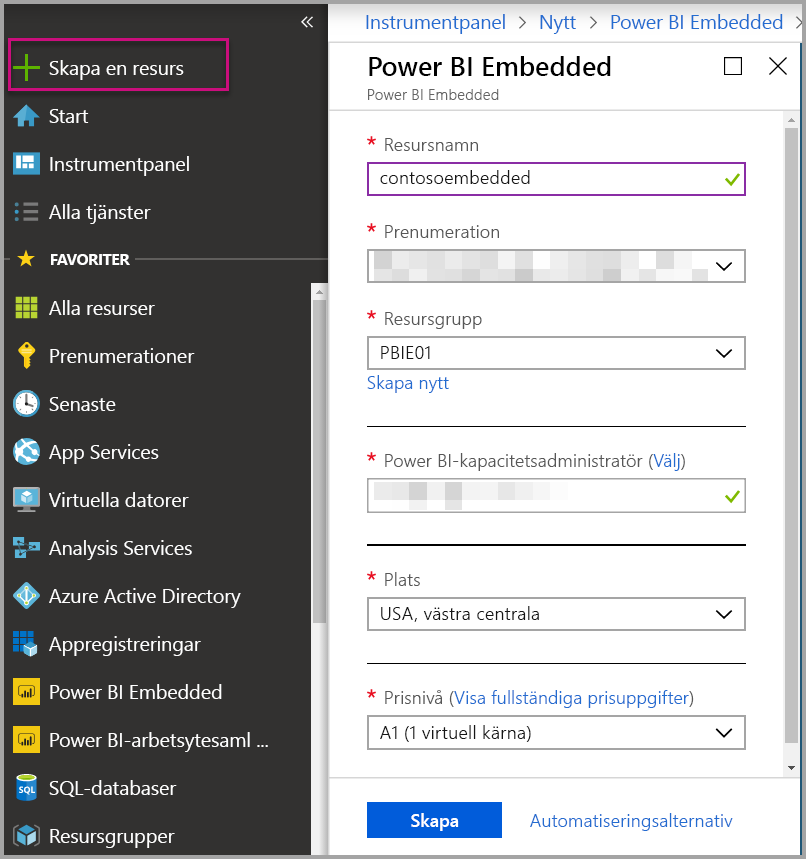 «
Skapa en resurs
Start
Instrumentpanel
Alla tjänster
FAVORITER
Alla resurser
Prenumerationer
Senaste
App Services
Virtuella datorer
Analysis Services
Azure Active Directory
Appregistreringar
Power BI Embedded
Power BI-arbetsytesaml ...
SQL-databaser
Resursgrupper
Instrumentpanel > Nytt > Power BI Embedded >
Power BI Embedded
Power BI Embedded
* Resursnamn
contosoembedded
* Prenumeration
* Resursgrupp
PBIE01
Skapa nytt
* Power BI-kapacitetsadministratör (Välj)
* Plats
USA, västra centrala
* Prisnivå (Visa fullständiga prisuppgifter)
A1 (1 virtuell kärna)
Skapa Automatiseringsalternativ